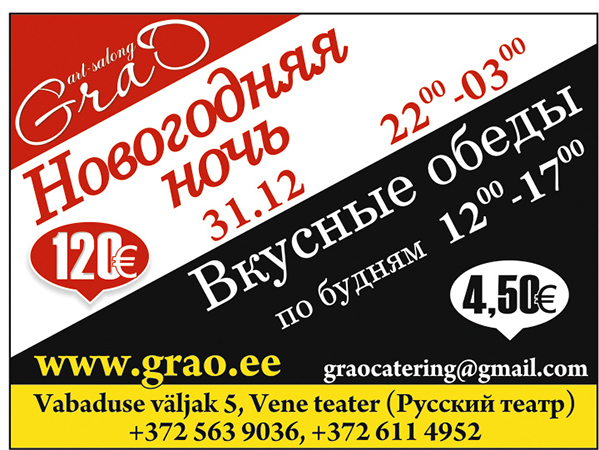 art-salong
GraO
Новогодняя
ночь
31.12
22⁰⁰-03⁰⁰
120€
Вкусные обеды
по будням 12⁰⁰-17⁰⁰
4,50€
www.grao.ee
graocatering@gmail.com
Vabaduse väljak 5, Vene teater (Русский театр)
+372 563 9036, +372 611 4952